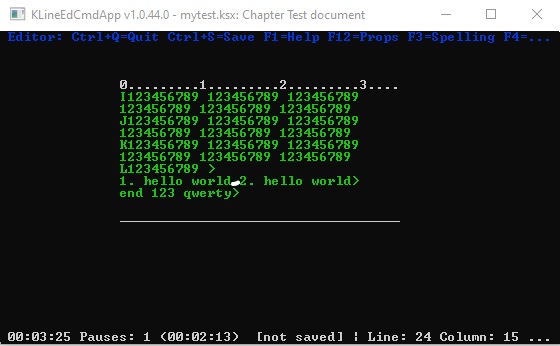 KLineEdCmdApp v1.0.44.0 - mytest.ksx: Chapter Test document
Editor: Ctrl+Q=Quit Ctrl+S=Save F1=Help F12=Props F3=Spelling F4=...
0.........1.........2.........3....
I123456789 123456789 123456789
123456789 123456789 123456789
J123456789 123456789 123456789
123456789 123456789 123456789
K123456789 123456789 123456789
123456789 123456789 123456789
L123456789 >
1. hello world 2. hello world>
end 123 qwerty>
00:03:25 Pauses: 1 (00:02:13) [not saved] ¦ Line: 24 Column: 15 ...